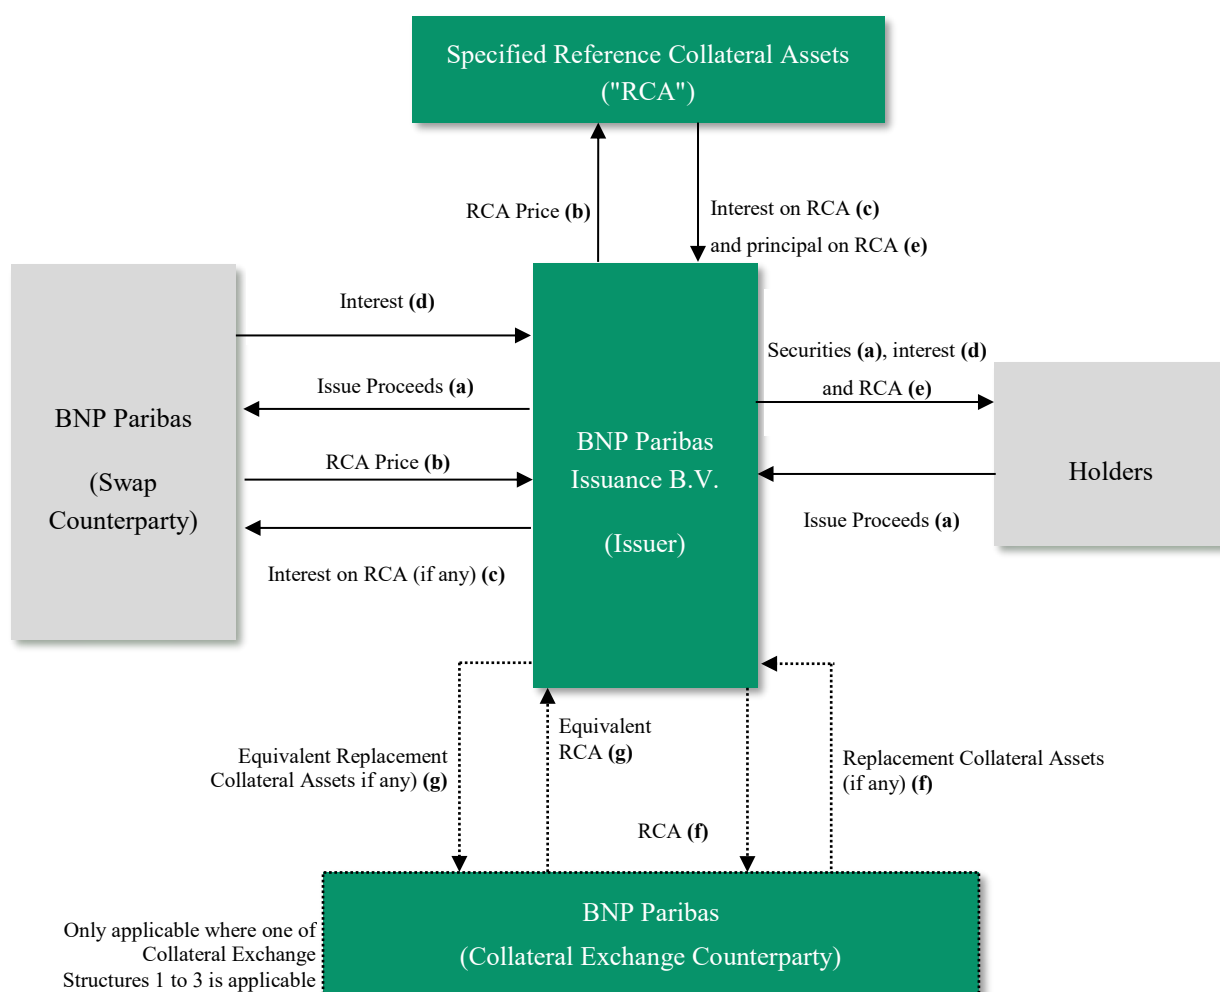 Specified Reference Collateral Assets
("RCA")
RCA Price (b)
Interest on RCA (c)
and principal on RCA (e)
Interest (d)
Issue Proceeds (a)
RCA Price (b)
Interest on RCA (if any) (c)
BNP Paribas
(Swap
Counterparty)
BNP Paribas
Issuance B.V.
(Issuer)
Securities (a), interest (d)
and RCA (e)
Issue Proceeds (a)
Holders
Equivalent Replacement
Collateral Assets if any) (g)
Equivalent
RCA (g)
RCA (f)
Replacement Collateral Assets
(if any) (f)
BNP Paribas
(Collateral Exchange Counterparty)
Only applicable where one of
Collateral Exchange
Structures 1 to 3 is applicable